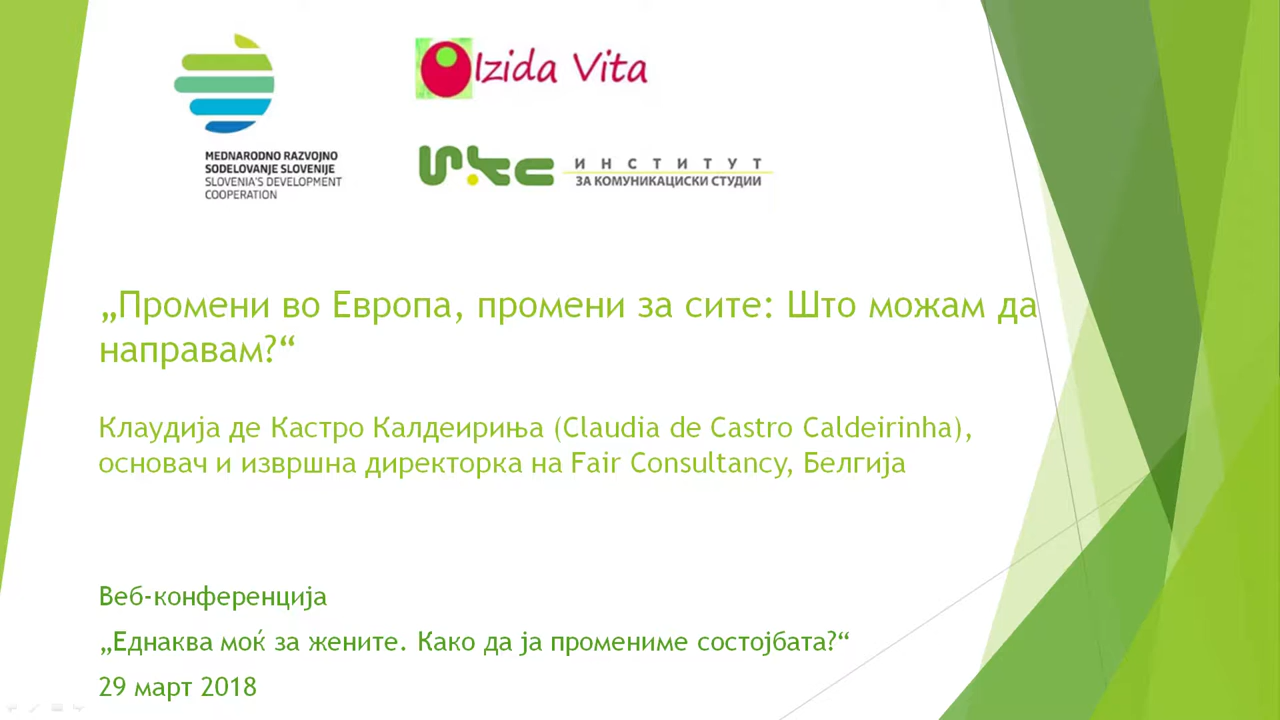 Izida Vita
MEDNARODNO RAZVOJNO
SODELOVANJE SLOVENIJE
SLOVENIA'S DEVELOPMENT
COOPERATION
ИНСТИТУТ
ЗА КОМУНИКАЦИСКИ СТУДИИ
„Промени во Европа, промени за сите: Што можам да
направам?“
Клаудија де Кастро Калдеириња (Claudia de Castro Caldeirinha),
основач и извршна директорка на Fair Consultancy, Белгија
Веб-конференција
„Еднаква моќ за жените. Како да ја промениме состојбата?“
29 март 2018